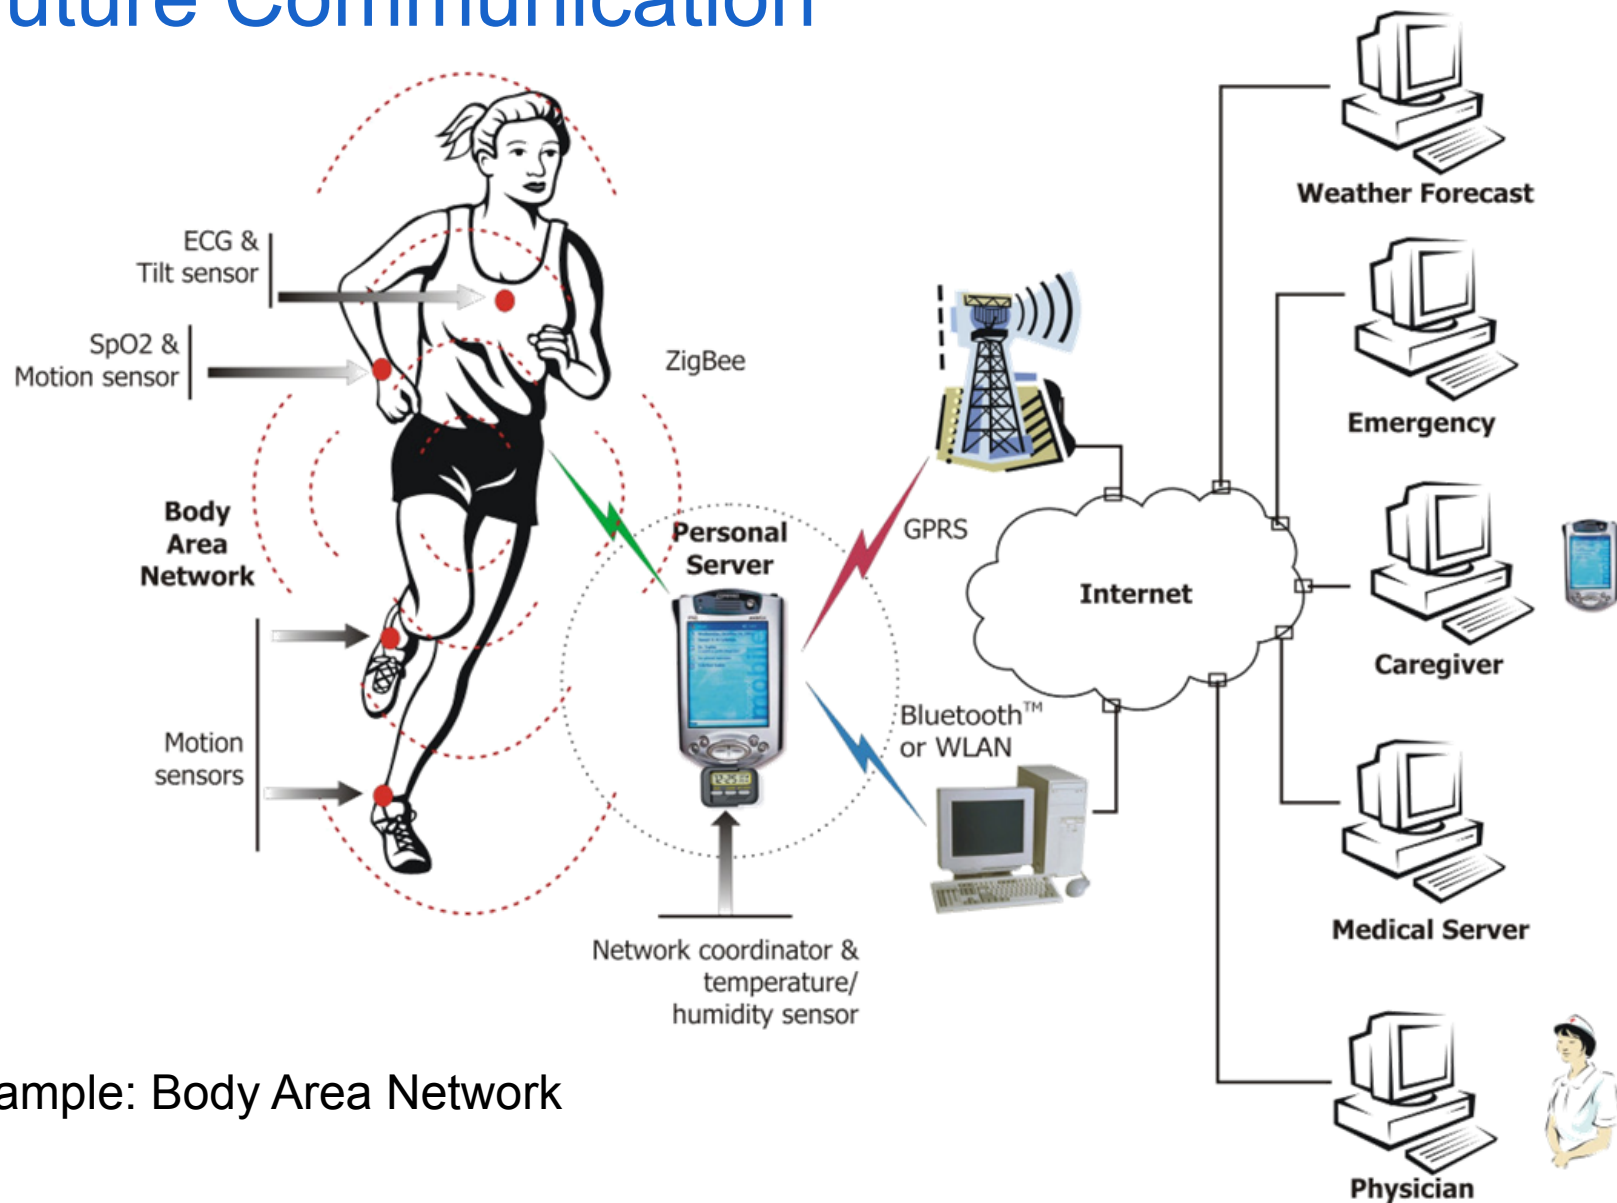 uture Communication
ECG &
Tilt sensor
SpO2 &
Motion sensor
ZigBee
Body
Area
Network
Motion
sensors
Personal
Server
Network coordinator &
temperature/
humidity sensor
GPRS
Bluetooth™
or WLAN
Internet
Weather Forecast
Emergency
Caregiver
Medical Server
Physician
ample: Body Area Network